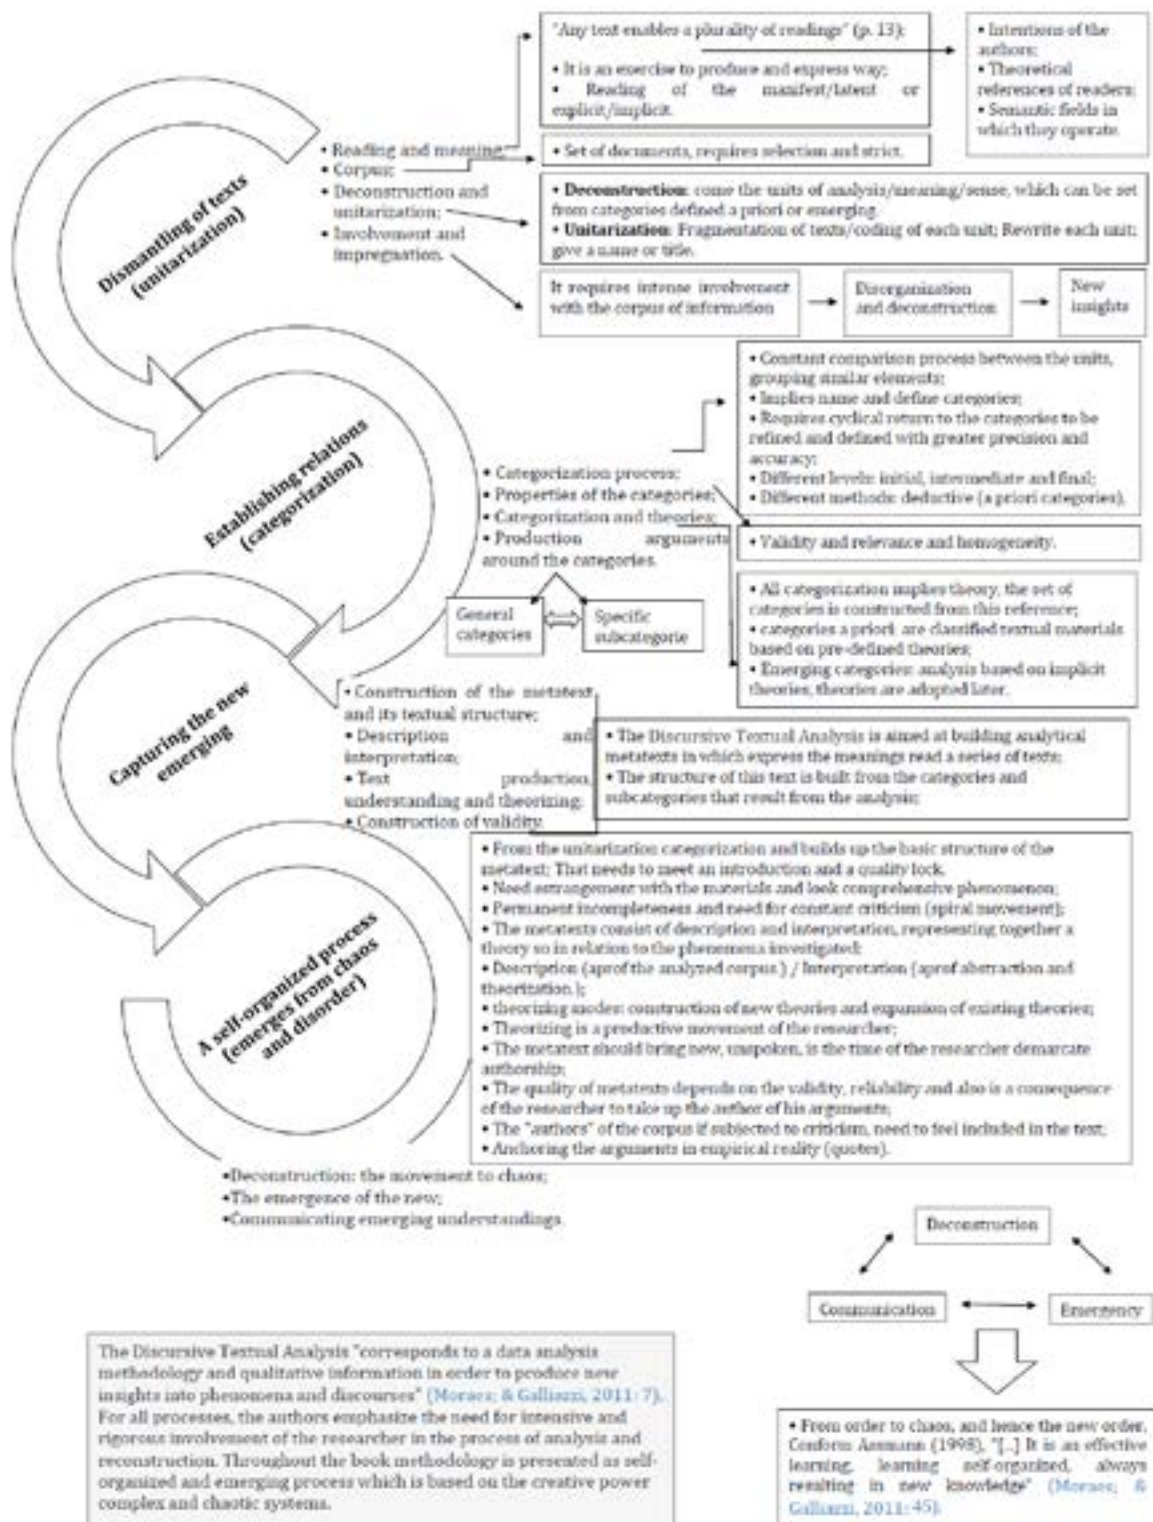 "Any text enables a plurality of readings" (p. 13);
• It is an exercise to produce and express way;
• Reading of the manifest/latent or
explicit/implicit.
• Intentions of the
authors;
• Theoretical
references of readers;
• Semantic fields in
which they operate.
Dismantling of texts
(unitarization)
• Reading and meaning;
• Corpus;
• Deconstruction and
unitarization;
• Involvement and
impregnation.
• Set of documents, requires selection and strict.
• Deconstruction: come the units of analysis/meaning/sense, which can be set
from categories defined a priori or emerging.
• Unitarization: Fragmentation of texts/coding of each unit; Rewrite each unit;
give a name or title.
It requires intense involvement
with the corpus of information
Disorganization
and deconstruction
New
insights
Establishing relations
(categorization)
• Categorization process;
• Properties of the categories;
• Categorization and theories;
• Production arguments
around the categories.
• Constant comparison process between the units,
grouping similar elements;
• Implies name and define categories;
• Requires cyclical return to the categories to be
refined and defined with greater precision and
accuracy;
• Different levels: initial, intermediate and final;
• Different methods: deductive (a priori categories),
• Validity and relevance and homogeneity.
General
categories
Specific
subcategorie
• All categorization implies theory, the set of
categories is constructed from this reference;
• categories a priori: are classified textual materials
based on pre-defined theories;
• Emerging categories: analysis based on implicit
theories, theories are adopted later.
Capturing the new
emerging
• Construction of the metatext
and its textual structure;
• Description and
interpretation;
• Text production,
understanding and theorizing;
• Construction of validity.
• The Discursive Textual Analysis is aimed at building analytical
metatexts in which express the meanings read a series of texts;
• The structure of this text is built from the categories and
subcategories that result from the analysis;
A self-organized process
(emerges from chaos
and disorder)
• From the unitarization categorization and builds up the basic structure of the
metatext; That needs to meet an introduction and a quality lock.
• Need estrangement with the materials and look comprehensive phenomenon;
• Permanent incompleteness and need for constant criticism (spiral movement);
• The metatexts consist of description and interpretation, representing together a
theory so in relation to the phenomena investigated;
• Description (aprof the analyzed corpus ) / Interpretation (aprof abstraction and
theorization.);
• theorizing modes: construction of new theories and expansion of existing theories;
• Theorizing is a productive movement of the researcher;
• The metatext should bring new, unspoken, is the time of the researcher demarcate
authorship;
• The quality of metatexts depends on the validity, reliability and also is a consequence
of the researcher to take up the author of his arguments;
• The "authors" of the corpus if subjected to criticism, need to feel included in the text;
• Anchoring the arguments in empirical reality (quotes).
•Deconstruction: the movement to chaos;
•The emergence of the new;
•Communicating emerging understandings.
Deconstruction
Communication
Emergency
The Discursive Textual Analysis "corresponds to a data analysis
methodology and qualitative information in order to produce new
insights into phenomena and discourses" (Moraes; & Galliazzi, 2011: 7).
For all processes, the authors emphasize the need for intensive and
rigorous involvement of the researcher in the process of analysis and
reconstruction. Throughout the book methodology is presented as self-
organized and emerging process which is based on the creative power
complex and chaotic systems.
• From order to chaos, and hence the new order.
Conform Assmann (1998), "[...] It is an effective
learning, learning self-organized, always
resulting in new knowledge" (Moraes; &
Galliazzi, 2011: 45).